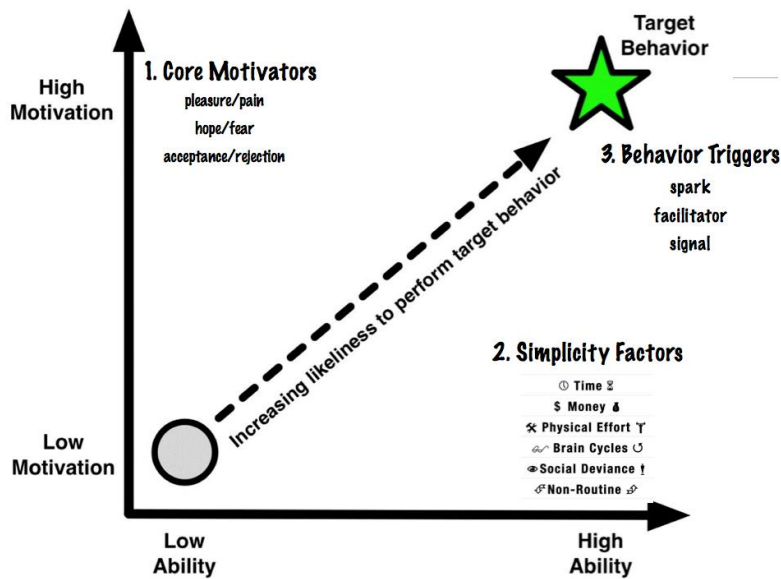 Target
Behavior
High
Motivation
1. Core Motivators
pleasure/pain
hope/fear
acceptance/rejection
3. Behavior Triggers
spark
facilitator
signal
Increasing likeliness to perform target behavior
2. Simplicity Factors
Time
$ Money
Physical Effort
Brain Cycles
Social Deviance
Non-Routine
Low
Motivation
Low
Ability
High
Ability